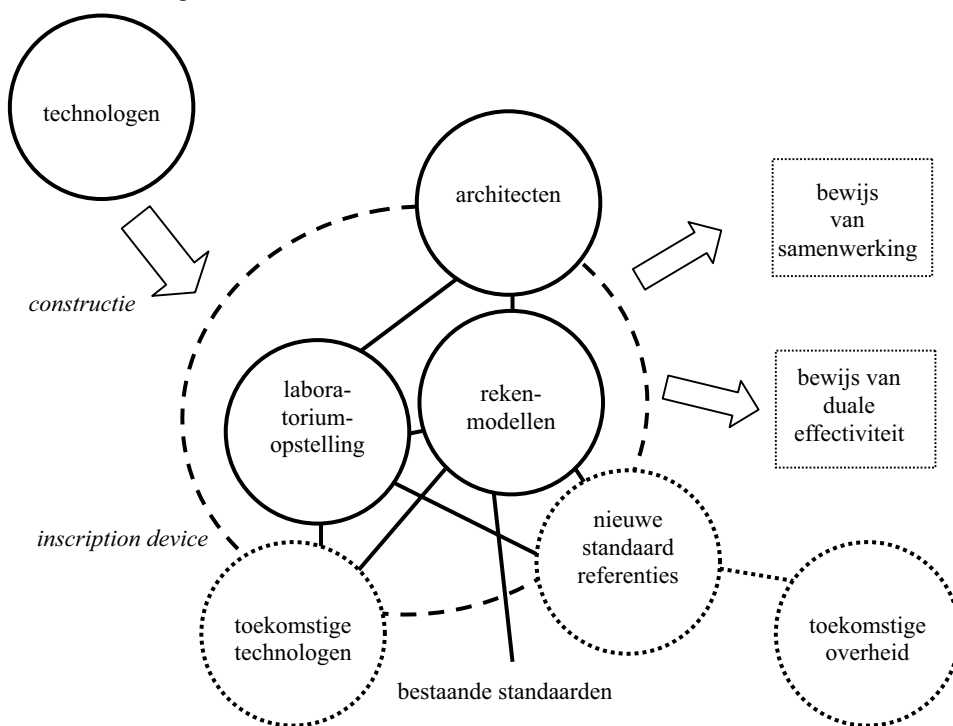 technologen
architecten
bewijs
van
samenwerking
constructie
labora-
torium-
opstelling
reken-
modellen
bewijs van
duale
effectiviteit
inscription device
nieuwe
standaard
referenties
toekomstige
technologen
toekomstige
overheid
bestaande standaarden